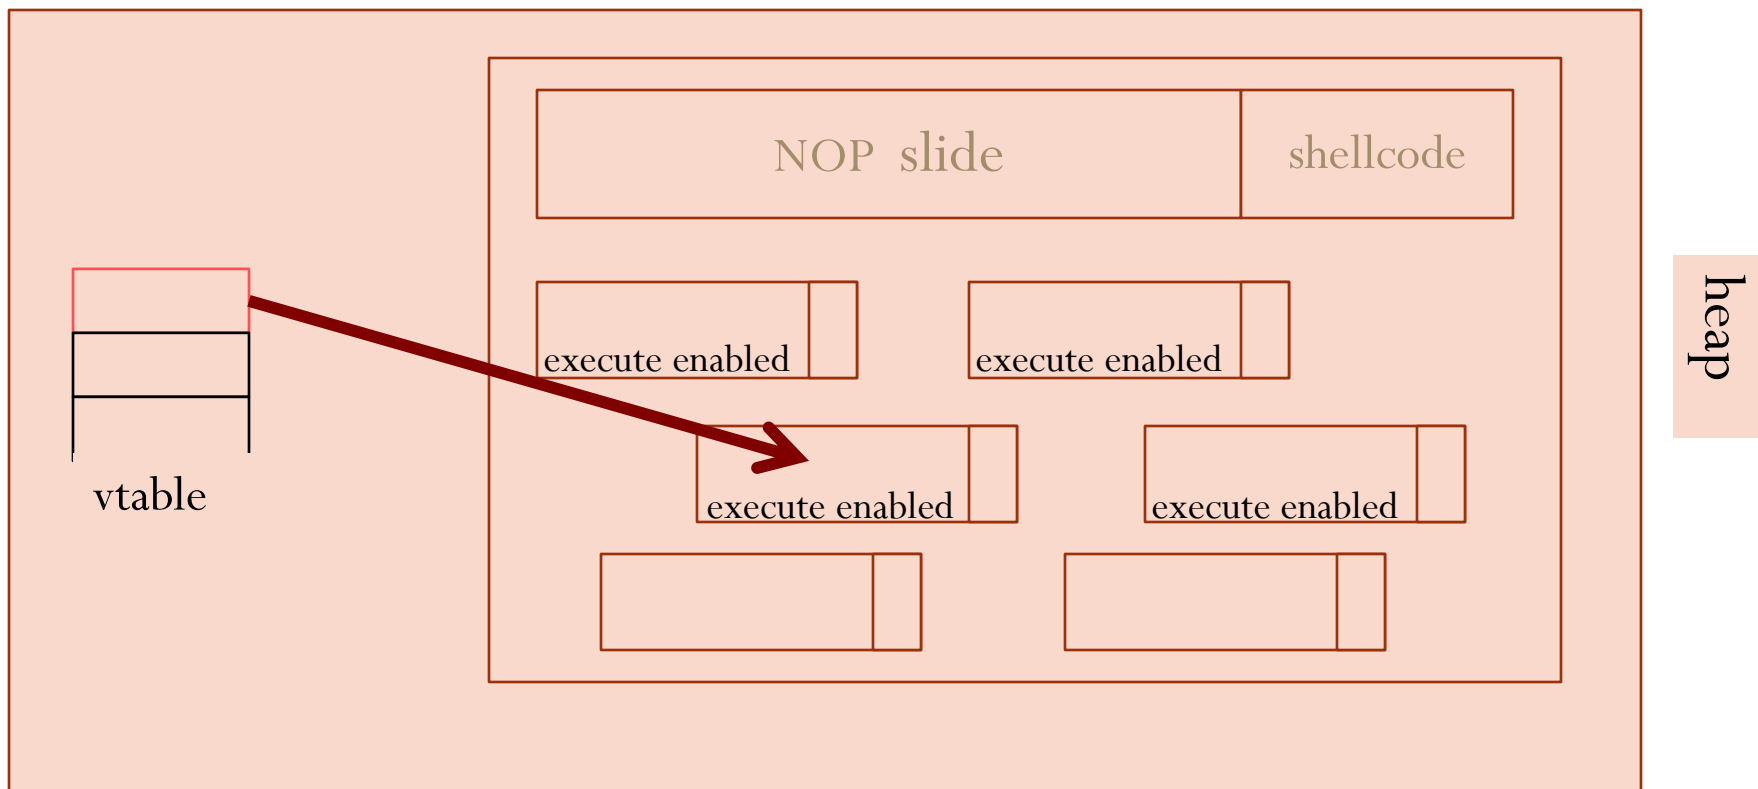 NOP slide
shellcode
heap
execute enabled
execute enabled
vtable
execute enabled
execute enabled